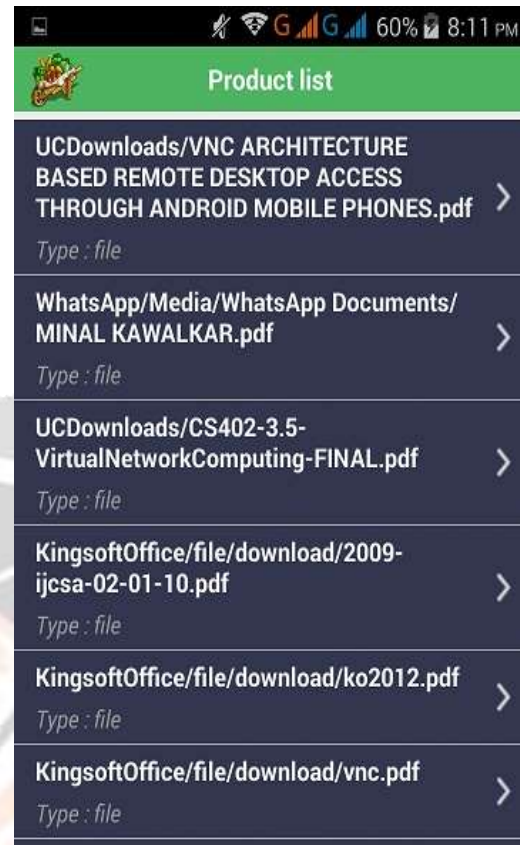 G G 60% 8:11 PM
Product list
UCDownloads/VNC ARCHITECTURE
BASED REMOTE DESKTOP ACCESS
THROUGH ANDROID MOBILE PHONES.pdf
Type : file
WhatsApp/Media/WhatsApp Documents/
MINAL KAWALKAR.pdf
Type : file
UCDownloads/CS402-3.5-
VirtualNetworkComputing-FINAL.pdf
Type : file
KingsoftOffice/file/download/2009-
ijcsa-02-01-10.pdf
Type : file
KingsoftOffice/file/download/ko2012.pdf
Type : file
KingsoftOffice/file/download/vnc.pdf
Type : file